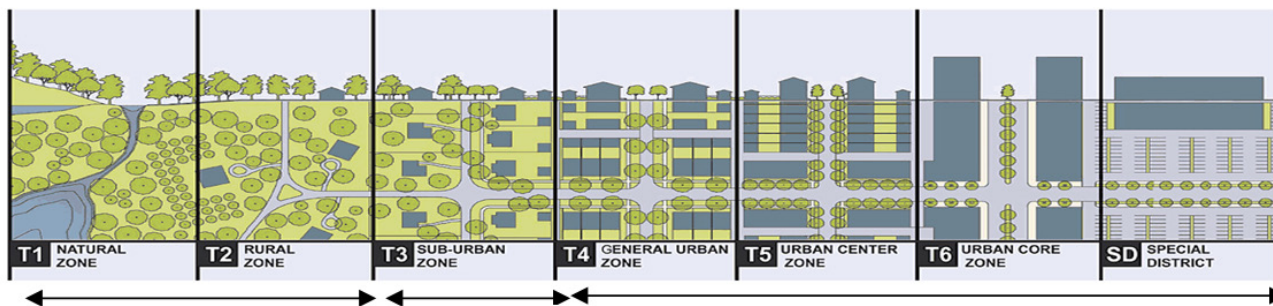 T1 NATURAL ZONE
T2 RURAL ZONE
T3 SUB-URBAN ZONE
T4 GENERAL URBAN ZONE
T5 URBAN CENTER ZONE
T6 URBAN CORE ZONE
SD SPECIAL DISTRICT